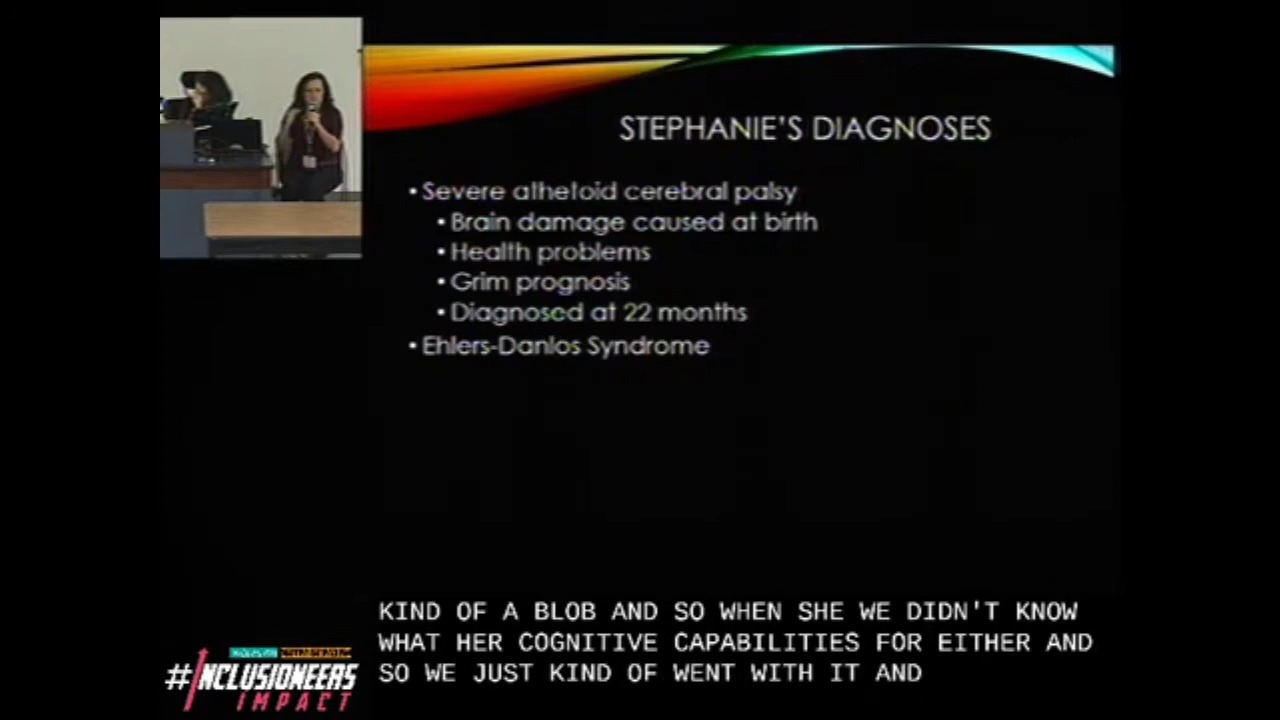 STEPHANIE'S DIAGNOSES
• Severe athetoid cerebral palsy
• Brain damage caused at birth
• Health problems
• Grim prognosis
• Diagnosed at 22 months
• Ehlers-Danlos Syndrome
KIND OF A BLOB AND SO WHEN SHE WE DIDN'T KNOW
WHAT HER COGNITIVE CAPABILITIES FOR EITHER AND
SO WE JUST KIND OF WENT WITH IT AND
#INCLUSIONEERS
IMPACT